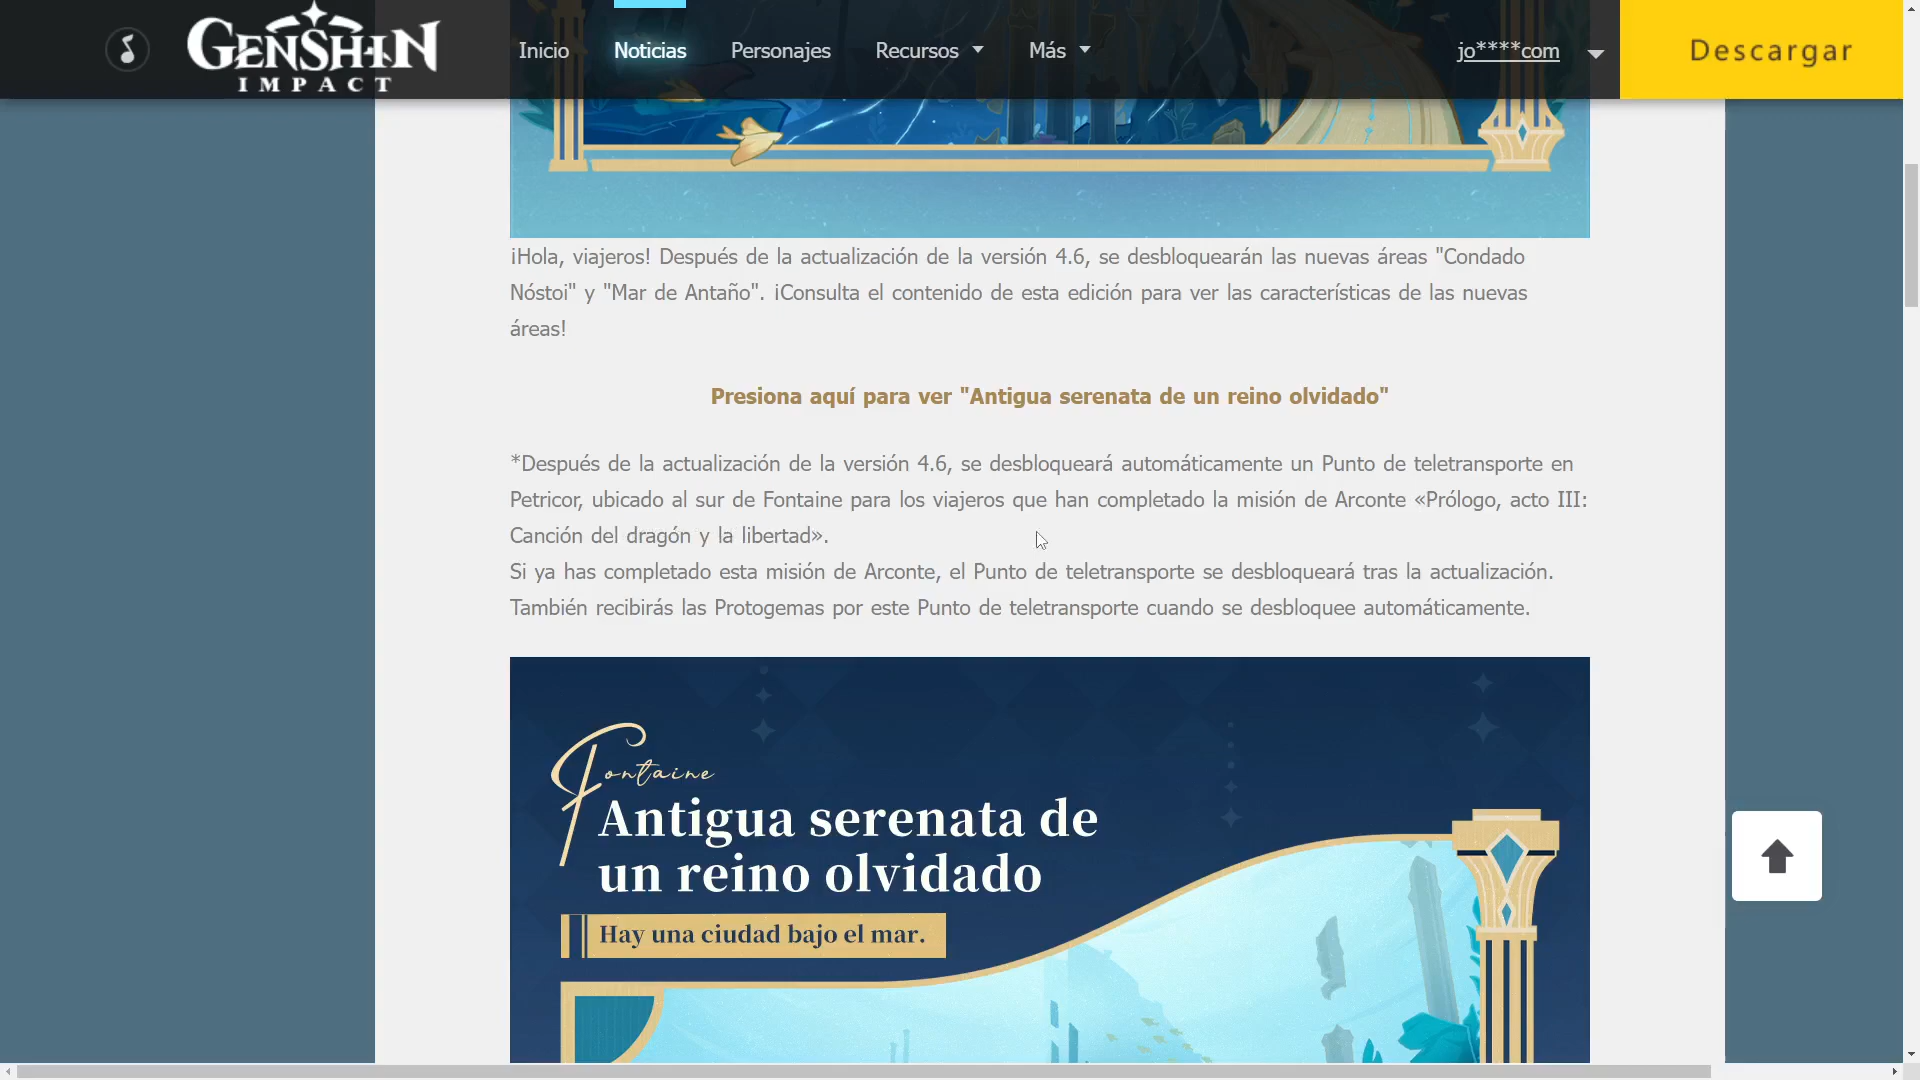 GENSHIN
IMPACT
Inicio
Noticias
Personajes
Recursos
Más
jo****com
Descargar
¡Hola, viajeros! Después de la actualización de la versión 4.6, se desbloquearán las nuevas áreas "Condado
Nóstoi" y "Mar de Antaño". ¡Consulta el contenido de esta edición para ver las características de las nuevas
áreas!
Presiona aquí para ver "Antigua serenata de un reino olvidado"
*Después de la actualización de la versión 4.6, se desbloqueará automáticamente un Punto de teletransporte en
Petricor, ubicado al sur de Fontaine para los viajeros que han completado la misión de Arconte «Prólogo, acto III:
Canción del dragón y la libertad».
Si ya has completado esta misión de Arconte, el Punto de teletransporte se desbloqueará tras la actualización.
También recibirás las Protogemas por este Punto de teletransporte cuando se desbloquee automáticamente.
Fontaine
Antigua serenata de
un reino olvidado
Hay una ciudad bajo el mar.